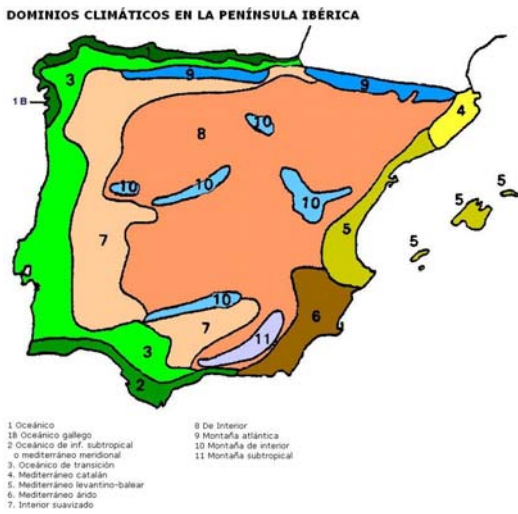 DOMINIOS CLIMÁTICOS EN LA PENÍNSULA IBÉRICA
3
9
9
1B
10
4
8
10
10
10
5
5
5
5
7
10
7
6
11
3
2
1 Oceánico
1B Oceánico gallego
2 Oceánico de inf. subtropical
o mediterráneo meridional
3. Oceánico de transición
4. Mediterráneo catalán
5. Mediterráneo levantino-balear
6. Mediterráneo árido
7. Interior suavizado
8 De Interior
9 Montaña atlántica
10 Montaña de interior
11 Montaña subtropical